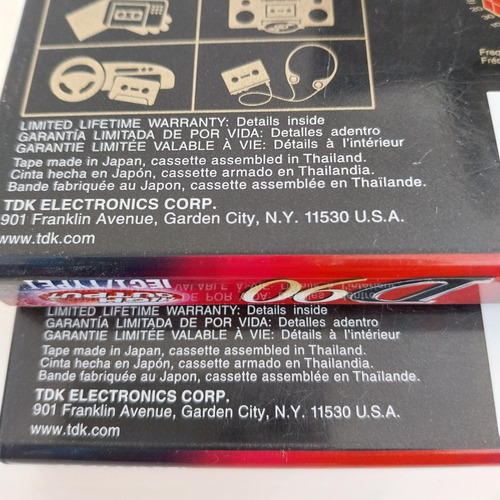 Fréq
LIMITED LIFETIME WARRANTY: Details inside
GARANTÍA LIMITADA DE POR VIDA: Detalles adentro
GARANTIE LIMITÉE VALABLE À VIE: Détails à l'intérieur
Tape made in Japan, cassette assembled in Thailand.
Cinta hecha en Japón, cassette armado en Thailandia.
Bande fabriquée au Japon, cassette assemblée en Thaïlande.
TDK ELECTRONICS CORP.
901 Franklin Avenue, Garden City, N.Y. 11530 U.S.A.
www.tdk.com
D90
OUTPUT
IECI/TYPE I
LIMITED LIFETIME WARRANTY: Details inside
GARANTÍA LIMITADA DE POR VIDA: Detalles adentro
GARANTIE LIMITÉE VALABLE À VIE: Détails à l'intérieur
Tape made in Japan, cassette assembled in Thailand.
Cinta hecha en Japón, cassette armado en Thailandia.
Bande fabriquée au Japon, cassette assemblée en Thaïlande.
TDK ELECTRONICS CORP.
901 Franklin Avenue, Garden City, N.Y. 11530 U.S.A.
www.tdk.com